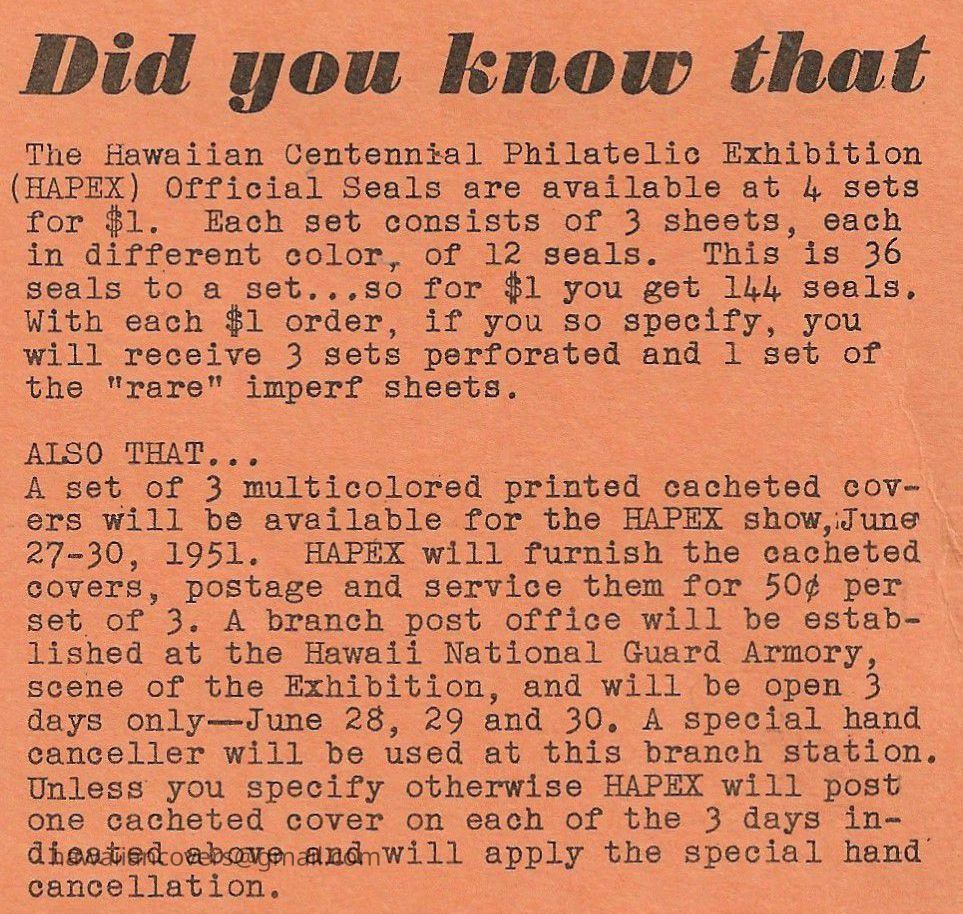 Did you know that
The Hawaiian Centennial Philatelic Exhibition
(HAPEX) Official Seals are available at 4 sets
for $1. Each set consists of 3 sheets, each
in different color, of 12 seals. This is 36
seals to a set...so for $1 you get 144 seals.
With each $1 order, if you so specify, you
will receive 3 sets perforated and 1 set of
the "rare" imperf sheets.
ALSO THAT...
A set of 3 multicolored printed cacheted cov-
ers will be available for the HAPEX show, June
27-30, 1951. HAPEX will furnish the cacheted
covers, postage and service them for 50¢ per
set of 3. A branch post office will be estab-
lished at the Hawaii National Guard Armory,
scene of the Exhibition, and will be open 3
days only—June 28, 29 and 30. A special hand
canceller will be used at this branch station.
Unless you specify otherwise HAPEX will post
one cacheted cover on each of the 3 days in-
dicated above and will apply the special hand
hawaiiancovers@gmail.com
cancellation.